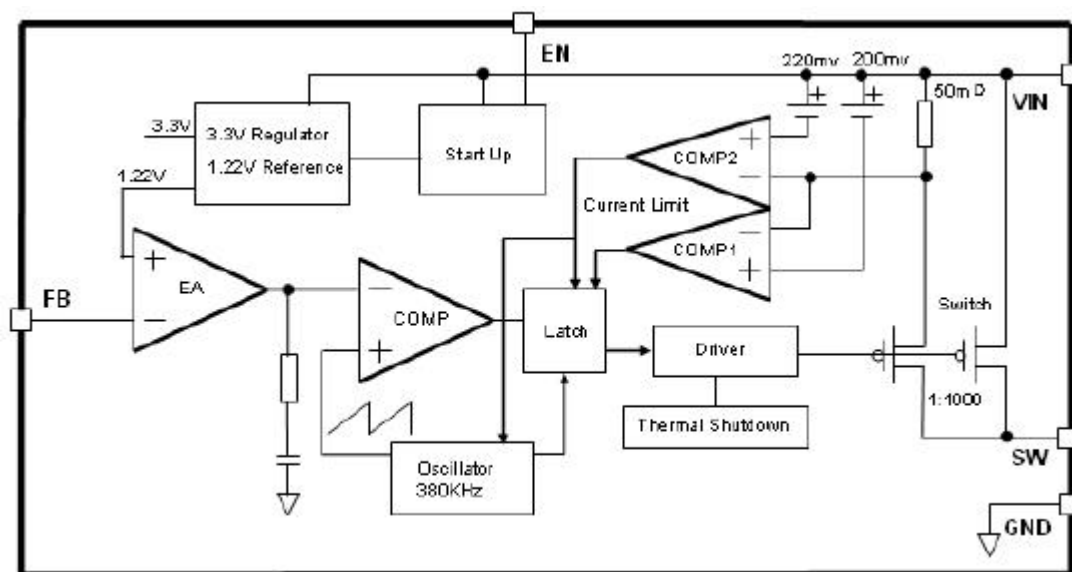 EN
220mv 200mv
50mΩ
VIN
3.3V
3.3V Regulator
1.22V Reference
Start Up
1.22V
+
+
+
COMP2
−
Current Limit
−
COMP1
+
+
EA
−
FB
−
COMP
+
Latch
Switch
Driver
1:1000
Thermal Shutdown
Oscillator
380KHz
SW
GND